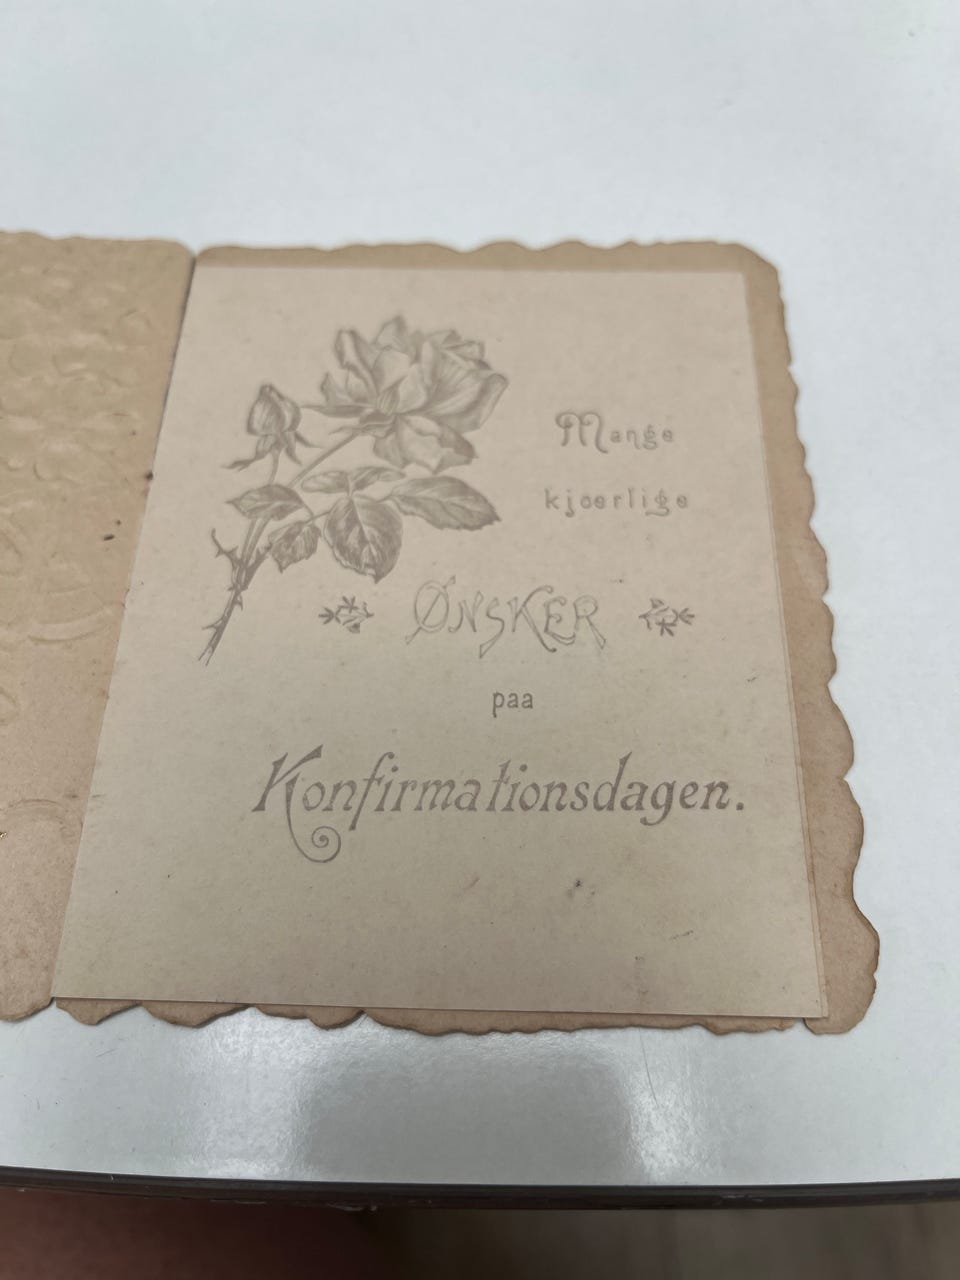 Mange
kjærlige
ØNSKER
paa
Konfirmationsdagen.